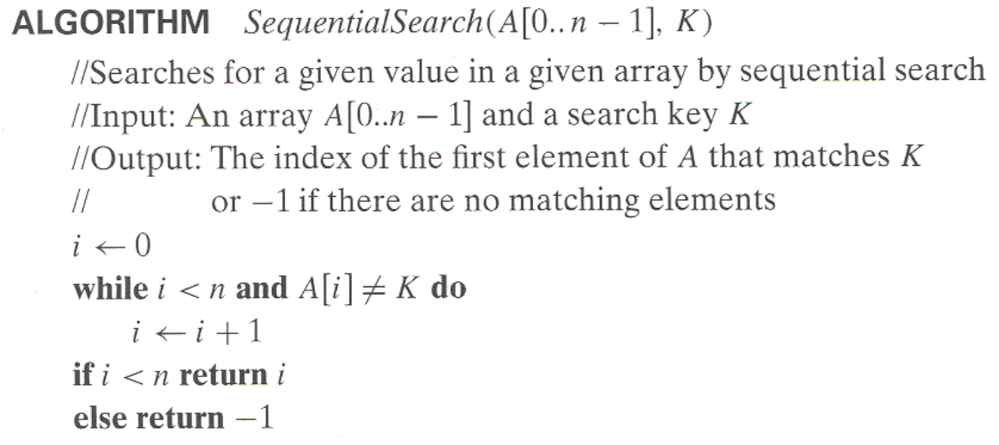 ALGORITHM SequentialSearch(A[0..n − 1], K)
//Searches for a given value in a given array by sequential search
//Input: An array A[0..n − 1] and a search key K
//Output: The index of the first element of A that matches K
// or −1 if there are no matching elements
i ← 0
while i < n and A[i] ≠ K do
i ← i + 1
if i < n return i
else return −1